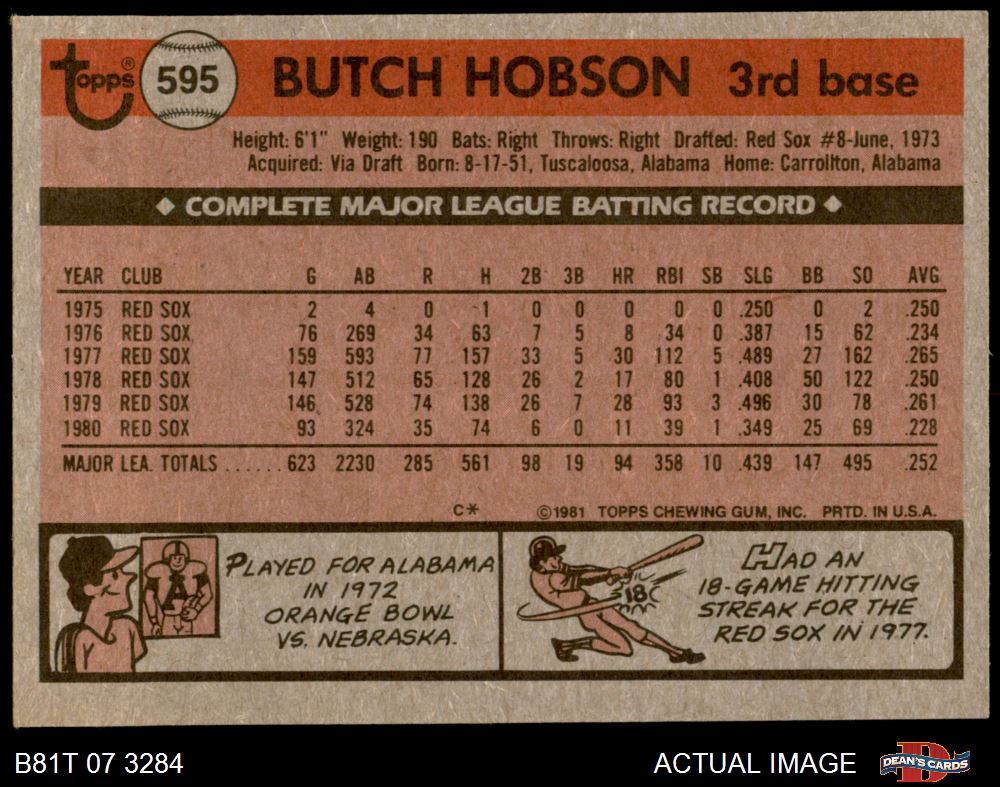 topps® 595 BUTCH HOBSON 3rd base
Height: 6'1" Weight: 190 Bats: Right Throws: Right Drafted: Red Sox #8-June, 1973
Acquired: Via Draft Born: 8-17-51, Tuscaloosa, Alabama Home: Carrollton, Alabama
◆ COMPLETE MAJOR LEAGUE BATTING RECORD ◆
YEAR CLUB G AB R H 2B 3B HR RBI SB SLG BB SO AVG
1975 RED SOX 2 4 0 1 0 0 0 0 0 .250 0 2 .250
1976 RED SOX 76 269 34 63 7 5 8 34 0 .387 15 62 .234
1977 RED SOX 159 593 77 157 33 5 30 112 5 .489 27 162 .265
1978 RED SOX 147 512 65 128 26 2 17 80 1 .408 50 122 .250
1979 RED SOX 146 528 74 138 26 7 28 93 3 .496 30 78 .261
1980 RED SOX 93 324 35 74 6 0 11 39 1 .349 25 69 .228
MAJOR LEA. TOTALS ...... 623 2230 285 561 98 19 94 358 10 .439 147 495 .252
C* ©1981 TOPPS CHEWING GUM, INC. PRTD. IN U.S.A.
A
PLAYED FOR ALABAMA
IN 1972
ORANGE BOWL
VS. NEBRASKA.
18
HAD AN
18-GAME HITTING
STREAK FOR THE
RED SOX IN 1977.
B81T 07 3284 ACTUAL IMAGE D DEAN'S CARDS